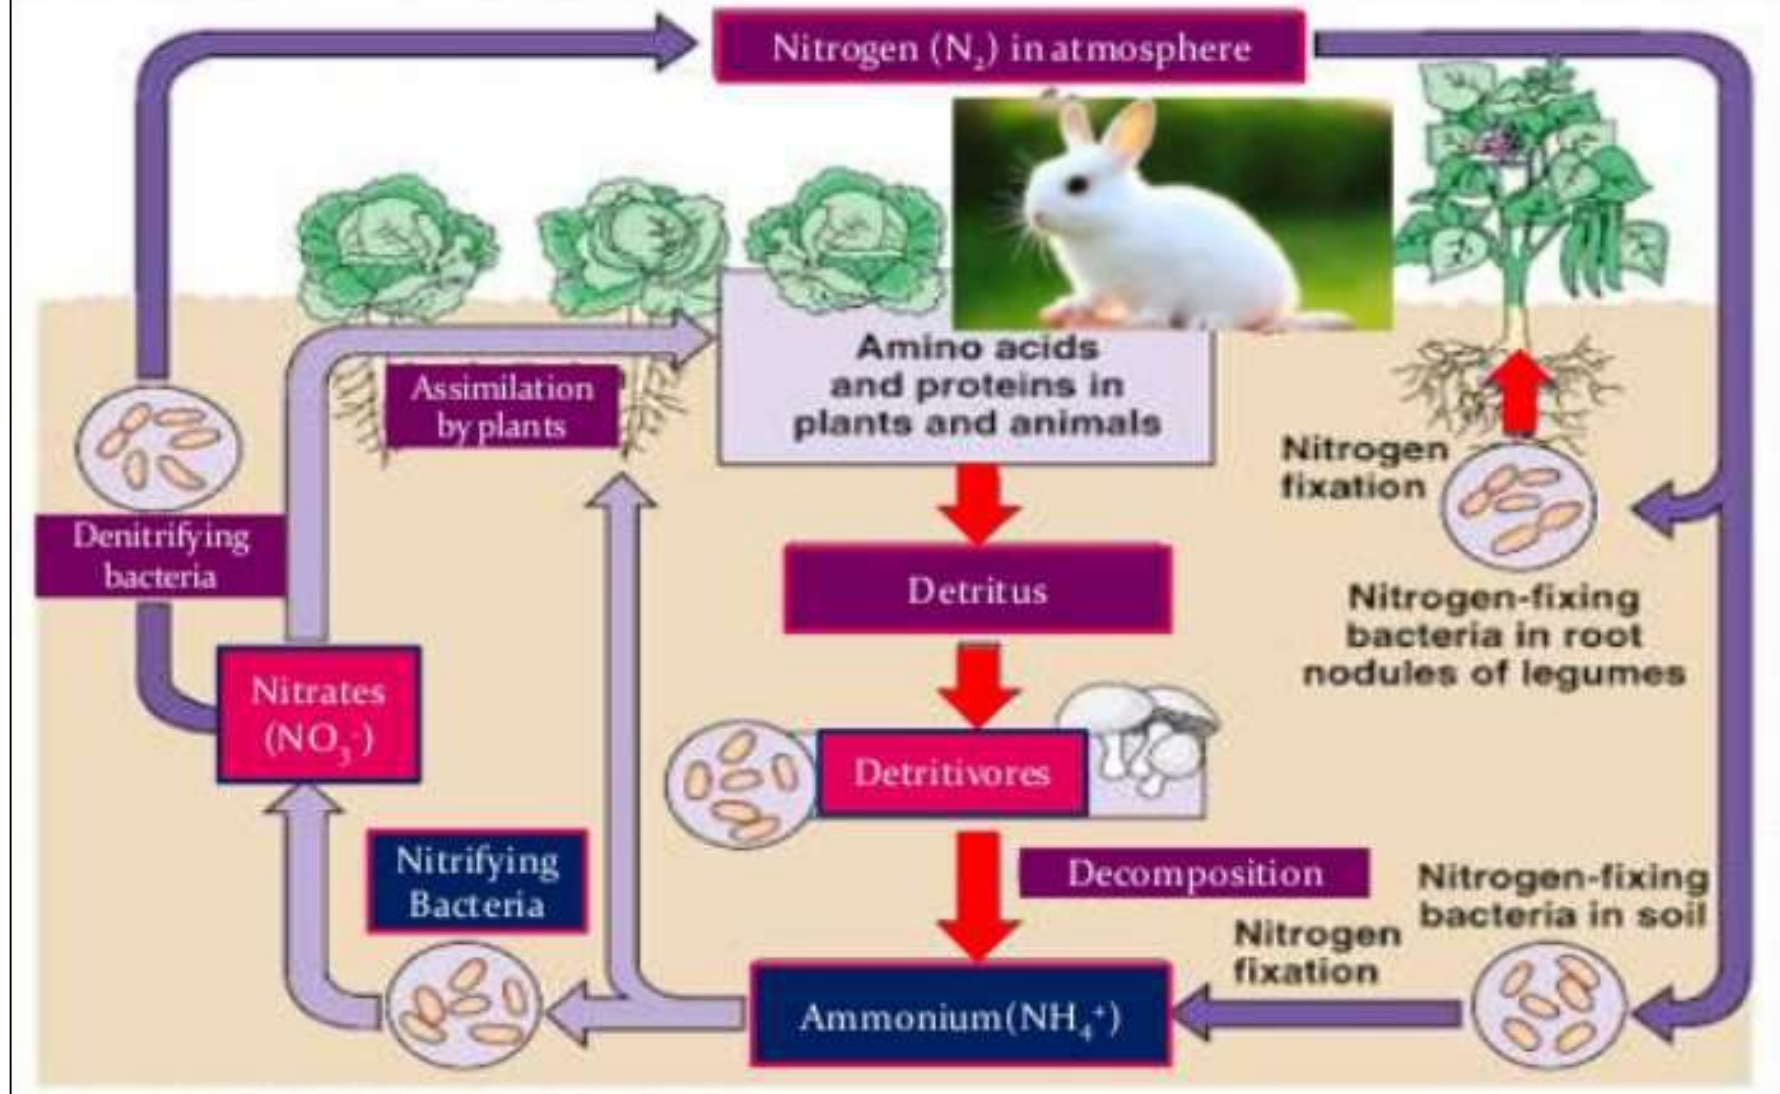 Nitrogen (N₂) in atmosphere
Assimilation
by plants
Amino acids
and proteins in
plants and animals
Nitrogen
fixation
Denitrifying
bacteria
Detritus
Nitrogen-fixing
bacteria in root
nodules of legumes
Nitrates
(NO₃⁻)
Detritivores
Nitrifying
Bacteria
Decomposition
Nitrogen-fixing
bacteria in soil
Nitrogen
fixation
Ammonium(NH₄⁺)